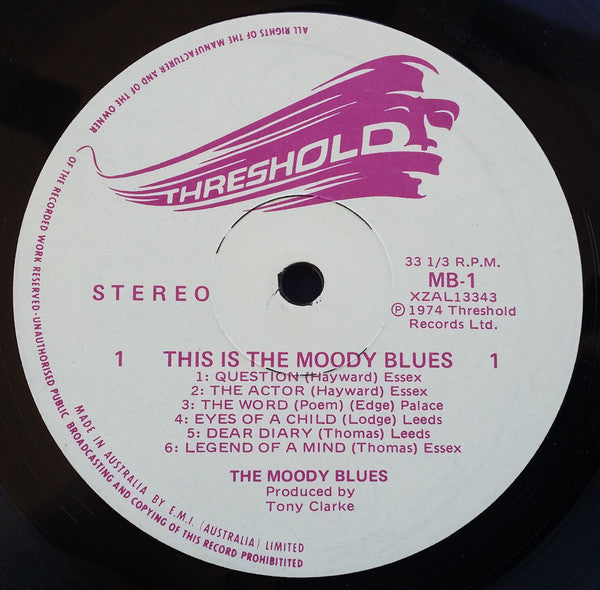 THRESHOLD
STEREO
33 1/3 R.P.M.
MB-1
XZAL13343
Ⓟ 1974 Threshold
Records Ltd.
1 THIS IS THE MOODY BLUES 1
1: QUESTION (Hayward) Essex
2: THE ACTOR (Hayward) Essex
3: THE WORD (Poem) (Edge) Palace
4: EYES OF A CHILD (Lodge) Leeds
5: DEAR DIARY (Thomas) Leeds
6: LEGEND OF A MIND (Thomas) Essex
THE MOODY BLUES
Produced by
Tony Clarke
MADE IN AUSTRALIA BY E.M.I. (AUSTRALIA) LIMITED
ALL RIGHTS OF THE MANUFACTURER AND OF THE OWNER OF THE RECORDED WORK RESERVED-UNAUTHORISED PUBLIC BROADCASTING AND COPYING OF THIS RECORD PROHIBITITED